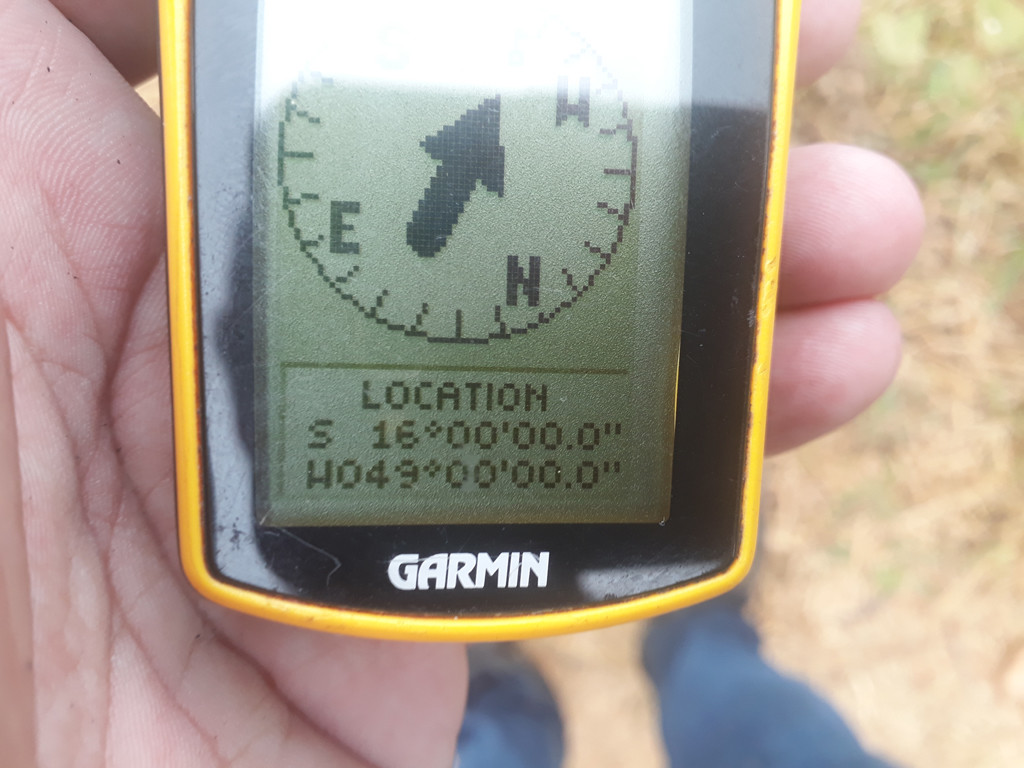 W
E
N
LOCATION
S 16°00'00.0"
W049°00'00.0"
GARMIN